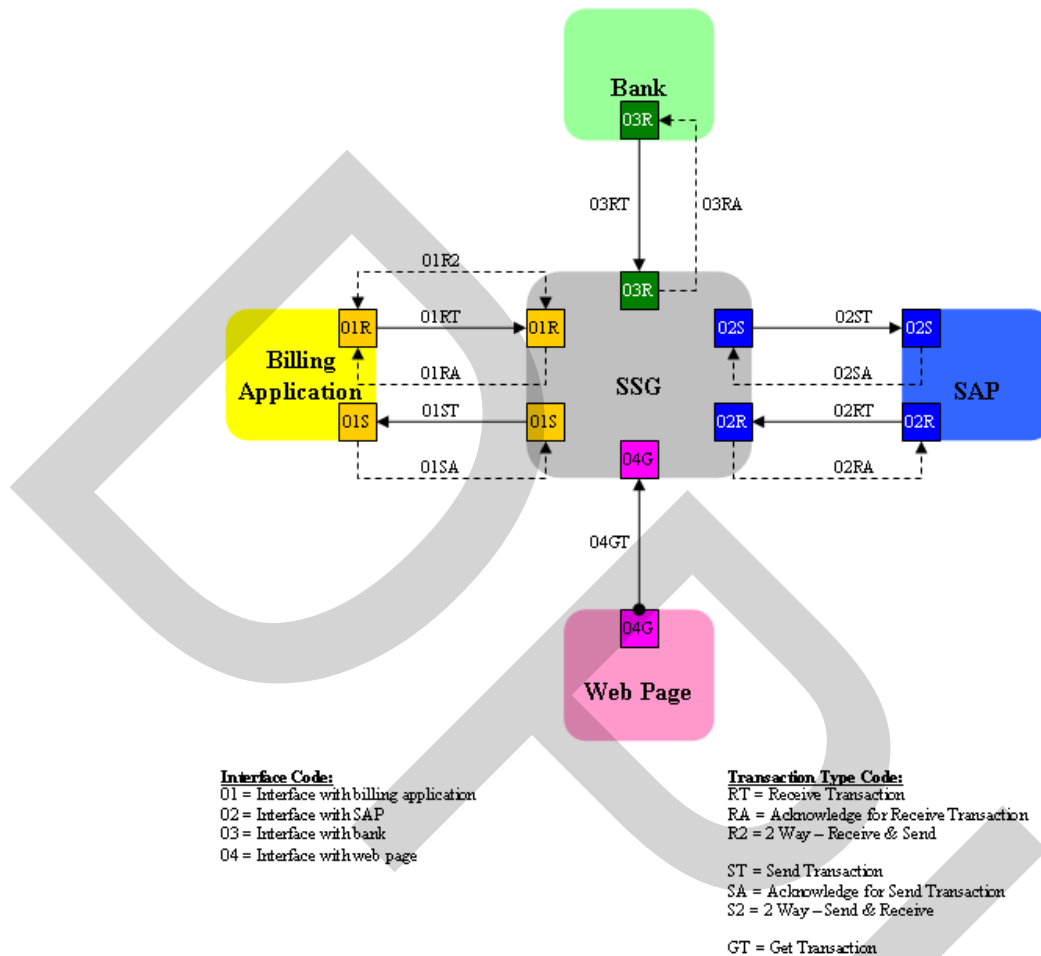 Bank
03R
03RT
03RA
03R
01R2
01R
01RT
01R
02S
02ST
02S
Billing
Application
01RA
SSG
02SA
SAP
01S
01ST
01S
02R
02RT
02R
01SA
04G
02RA
04GT
04G
Web Page
Interface Code:
01 = Interface with billing application
02 = Interface with SAP
03 = Interface with bank
04 = Interface with web page
Transaction Type Code:
RT = Receive Transaction
RA = Acknowledge for Receive Transaction
R2 = 2 Way – Receive & Send
ST = Send Transaction
SA = Acknowledge for Send Transaction
S2 = 2 Way – Send & Receive
GT = Get Transaction